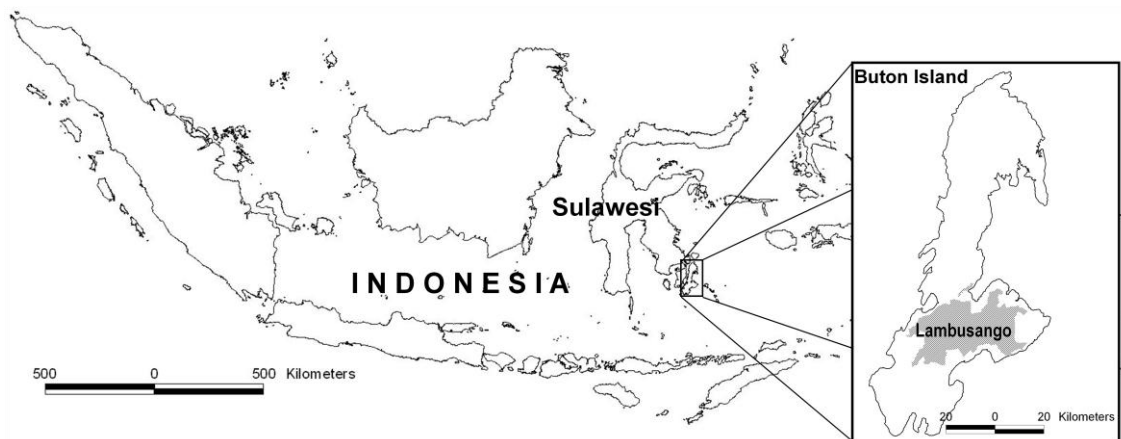 Buton Island
Sulawesi
INDONESIA
Lambusango
500 0 500 Kilometers
20 0 20
Kilometers